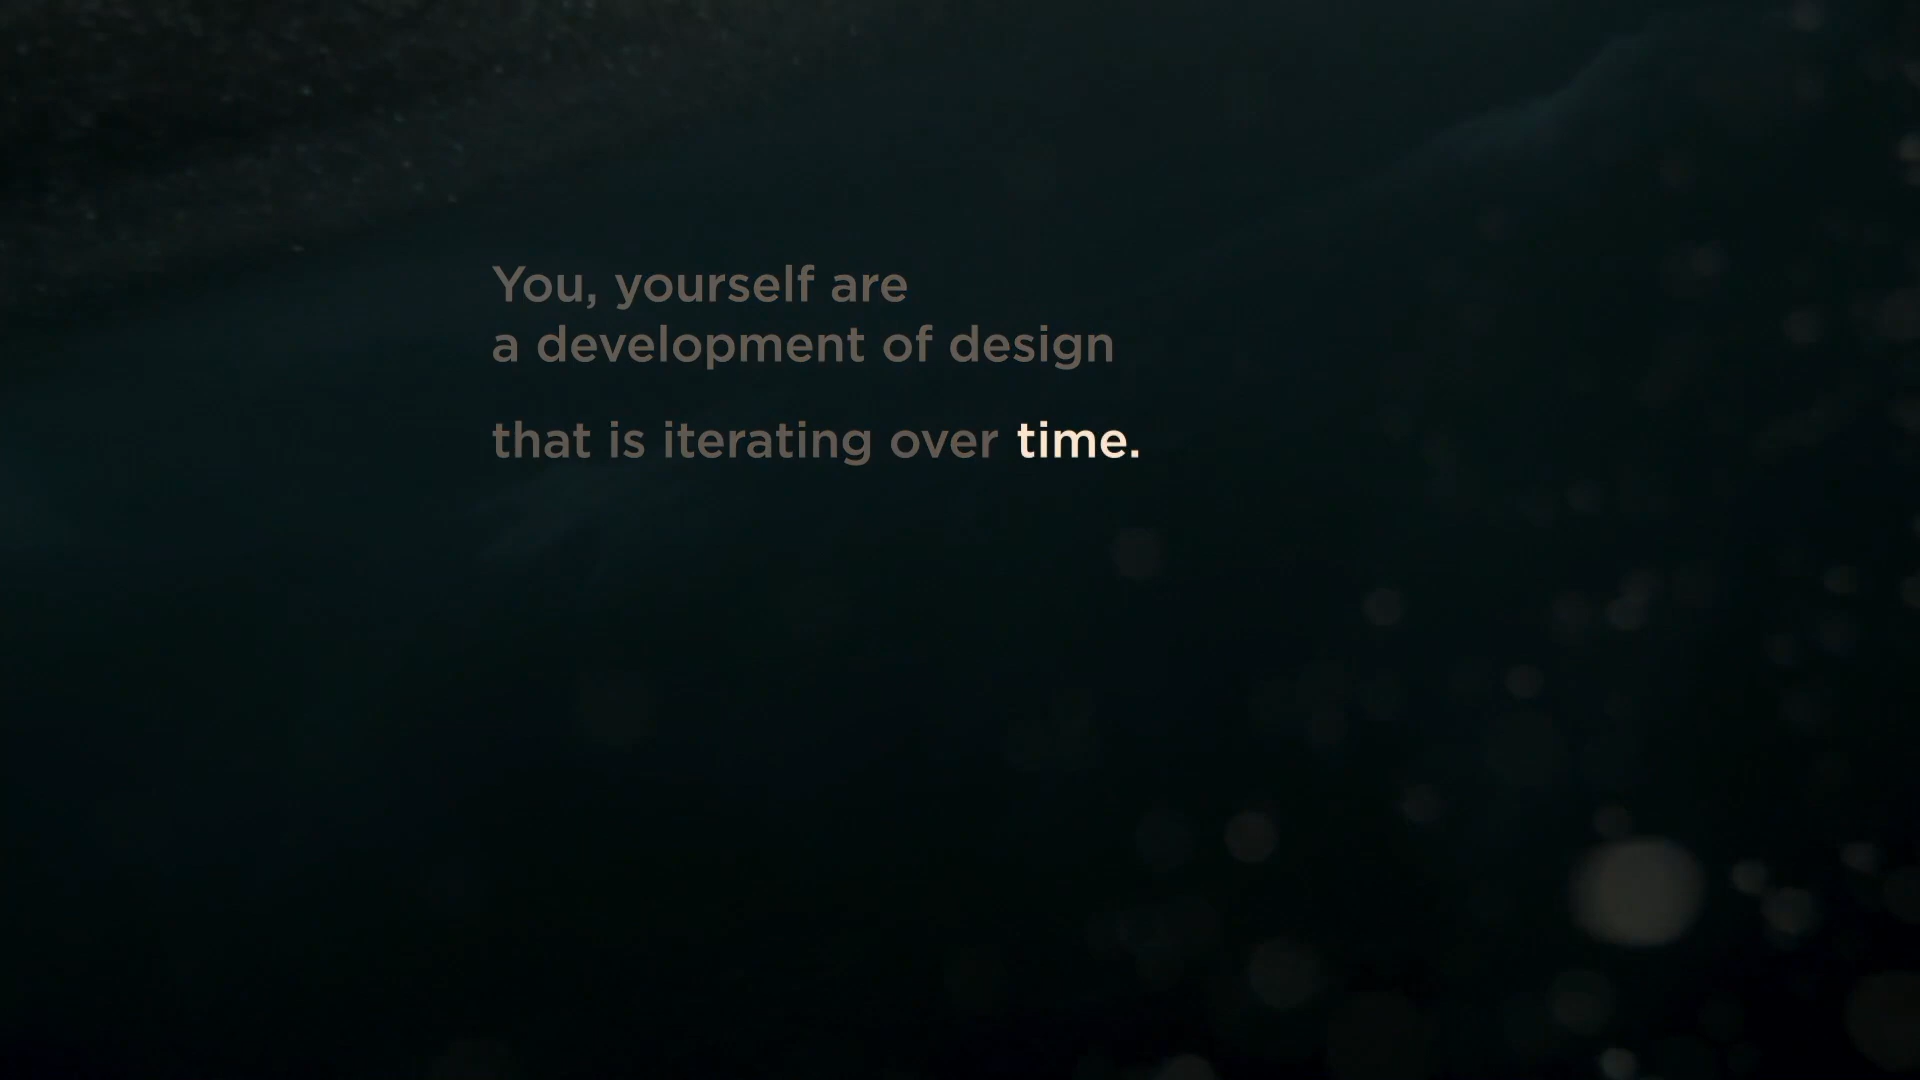 You, yourself are
a development of design
that is iterating over time.